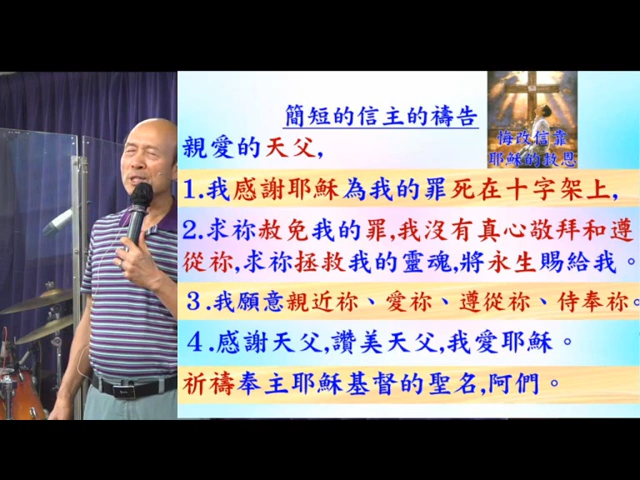 簡短的信主的禱告
悔改信靠
耶穌的救恩
親愛的天父,
1.我感謝耶穌為我的罪死在十字架上,
2.求祢赦免我的罪,我沒有真心敬拜和遵
從祢,求祢拯救我的靈魂,將永生賜給我。
3.我願意親近祢、愛祢、遵從祢、侍奉祢。
4.感謝天父,讚美天父,我愛耶穌。
祈禱奉主耶穌基督的聖名,阿們。